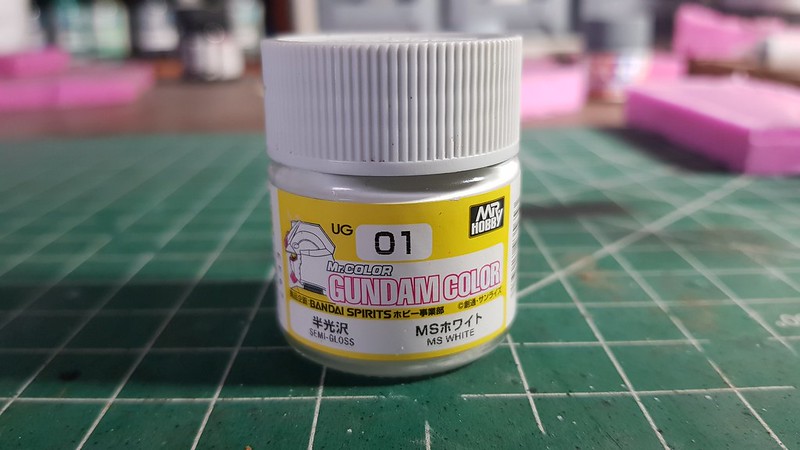 UG 01
MR. HOBBY
Mr.COLOR
GUNDAM COLOR
BANDAI SPIRITS ホビー事業部
©創通・サンライズ
半光沢
SEMI-GLOSS
MSホワイト
MS WHITE